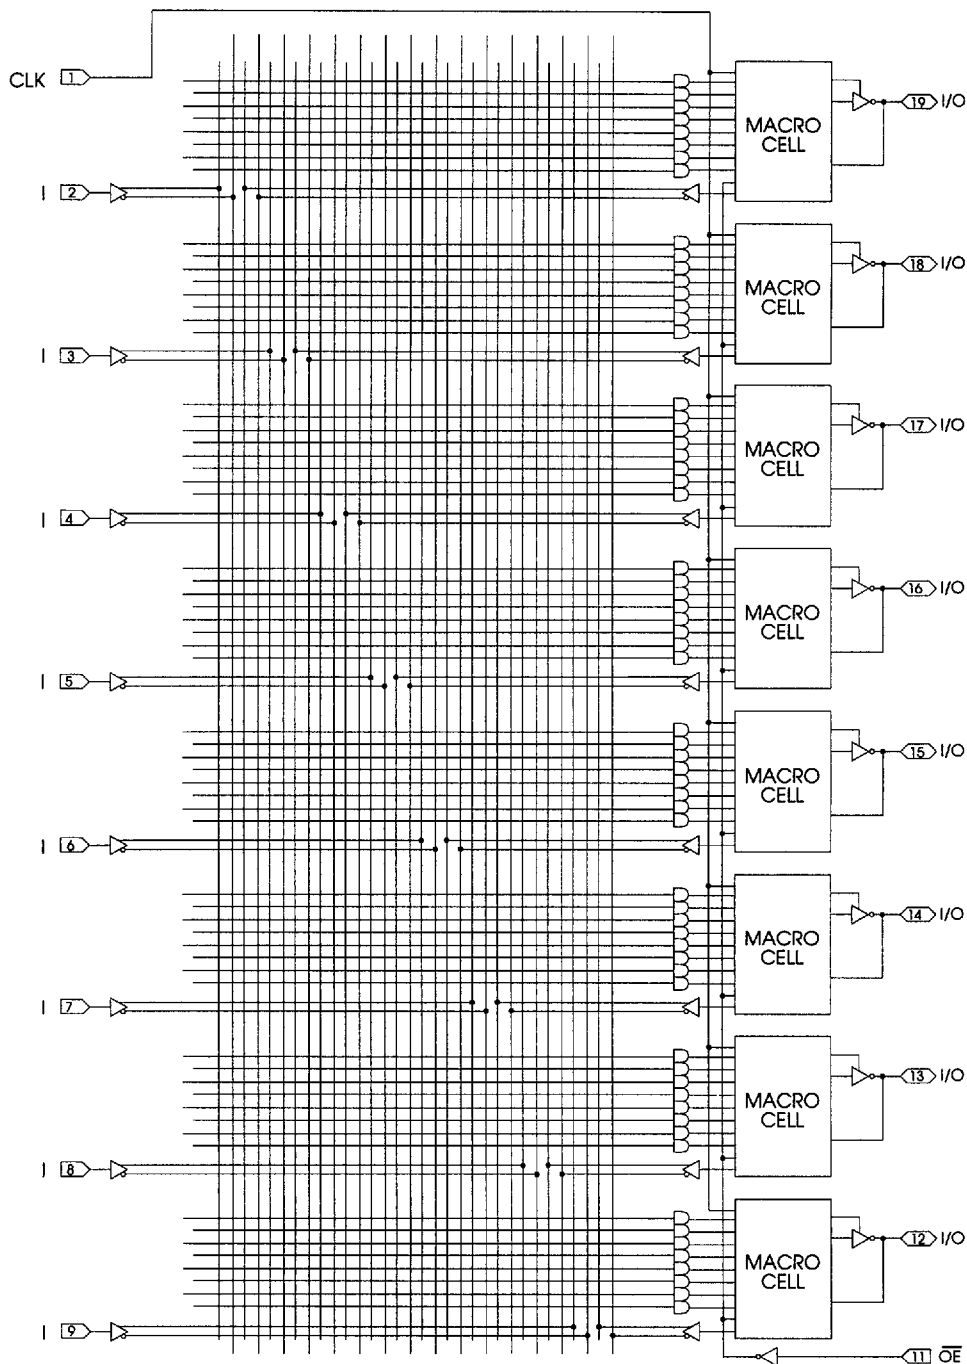 CLK 1
MACRO
CELL
19 I/O
I 2
MACRO
CELL
18 I/O
I 3
MACRO
CELL
17 I/O
I 4
MACRO
CELL
16 I/O
I 5
MACRO
CELL
15 I/O
I 6
MACRO
CELL
14 I/O
I 7
MACRO
CELL
13 I/O
I 8
MACRO
CELL
12 I/O
I 9
11 OE